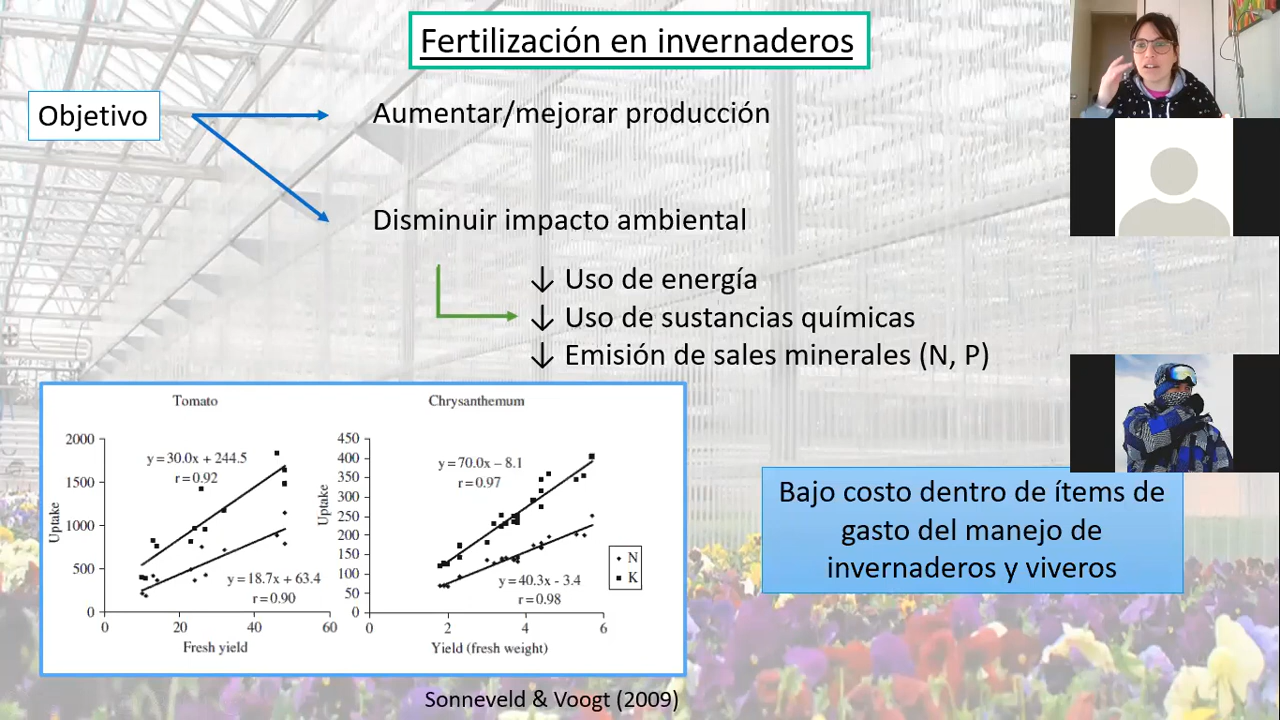 Fertilización en invernaderos
Objetivo
Aumentar/mejorar producción
Disminuir impacto ambiental
↓ Uso de energía
↓ Uso de sustancias químicas
↓ Emisión de sales minerales (N, P)
Tomato
2000
1500
1000
500
0
Uptake
y=30.0x + 244.5
r=0.92
y=18.7x + 63.4
r=0.90
0 20 40 60
Fresh yield
Chrysanthemum
450
400
350
300
250
200
150
100
50
0
Uptake
y=70.0x – 8.1
r=0.97
y=40.3x - 3.4
r=0.98
N
K
0 2 4 6
Yield (fresh weight)
Sonneveld & Voogt (2009)
Bajo costo dentro de ítems de
gasto del manejo de
invernaderos y viveros